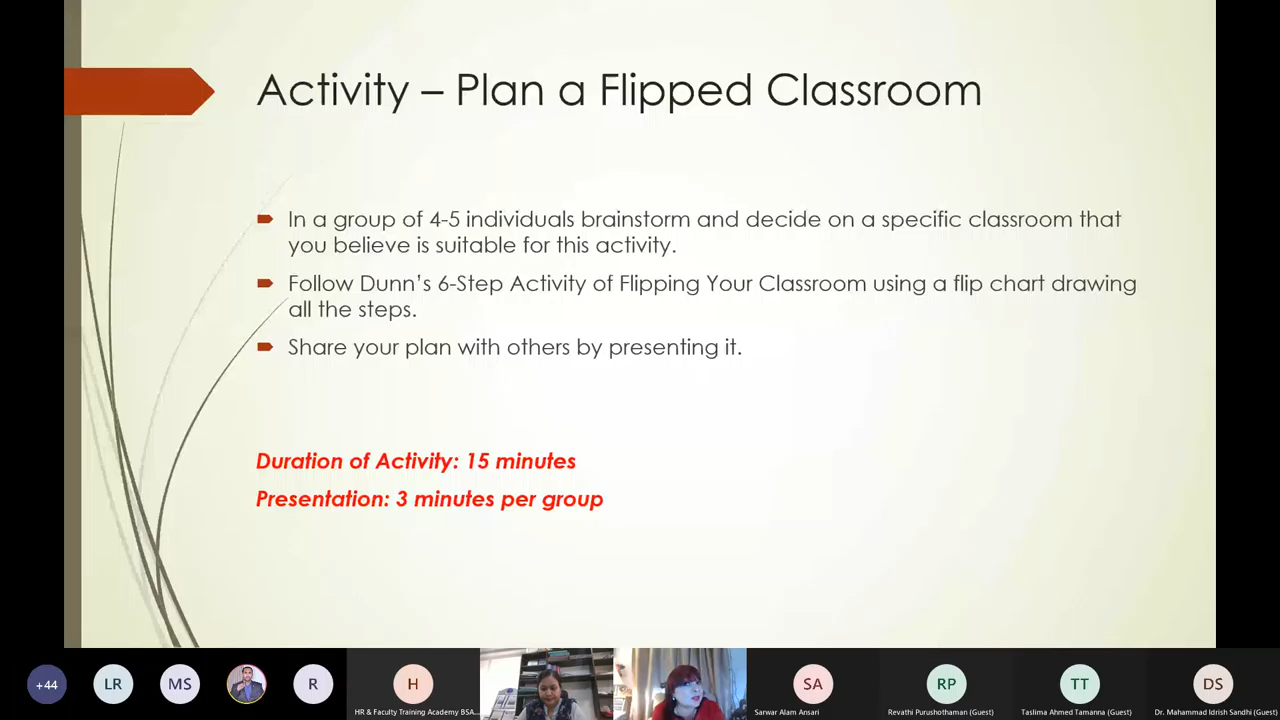 Activity – Plan a Flipped Classroom
In a group of 4-5 individuals brainstorm and decide on a specific classroom that
you believe is suitable for this activity.
Follow Dunn's 6-Step Activity of Flipping Your Classroom using a flip chart drawing
all the steps.
Share your plan with others by presenting it.
Duration of Activity: 15 minutes
Presentation: 3 minutes per group
+44
LR
MS
R
H
SA
RP
TT
DS
HR & Faculty Training Academy BSA...
Sarwar Alam Ansari
Revathi Purushothaman (Guest)
Taslima Ahmed Tamanna (Guest)
Dr. Mahammad Idrish Sandhi (Guest)